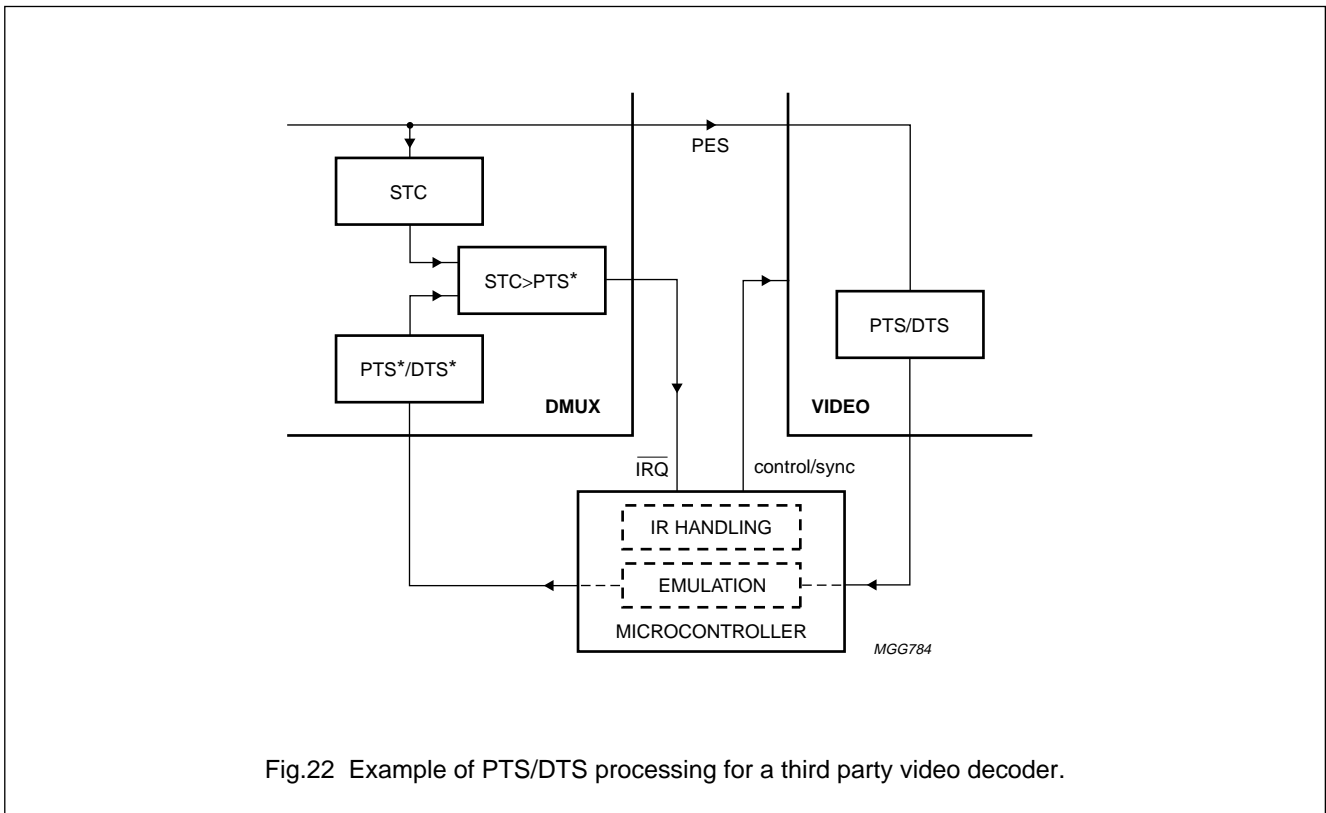 PES
STC
STC>PTS*
PTS/DTS
PTS*/DTS*
DMUX
VIDEO
IRQ
control/sync
IR HANDLING
EMULATION
MICROCONTROLLER
MGG784
Fig.22 Example of PTS/DTS processing for a third party video decoder.